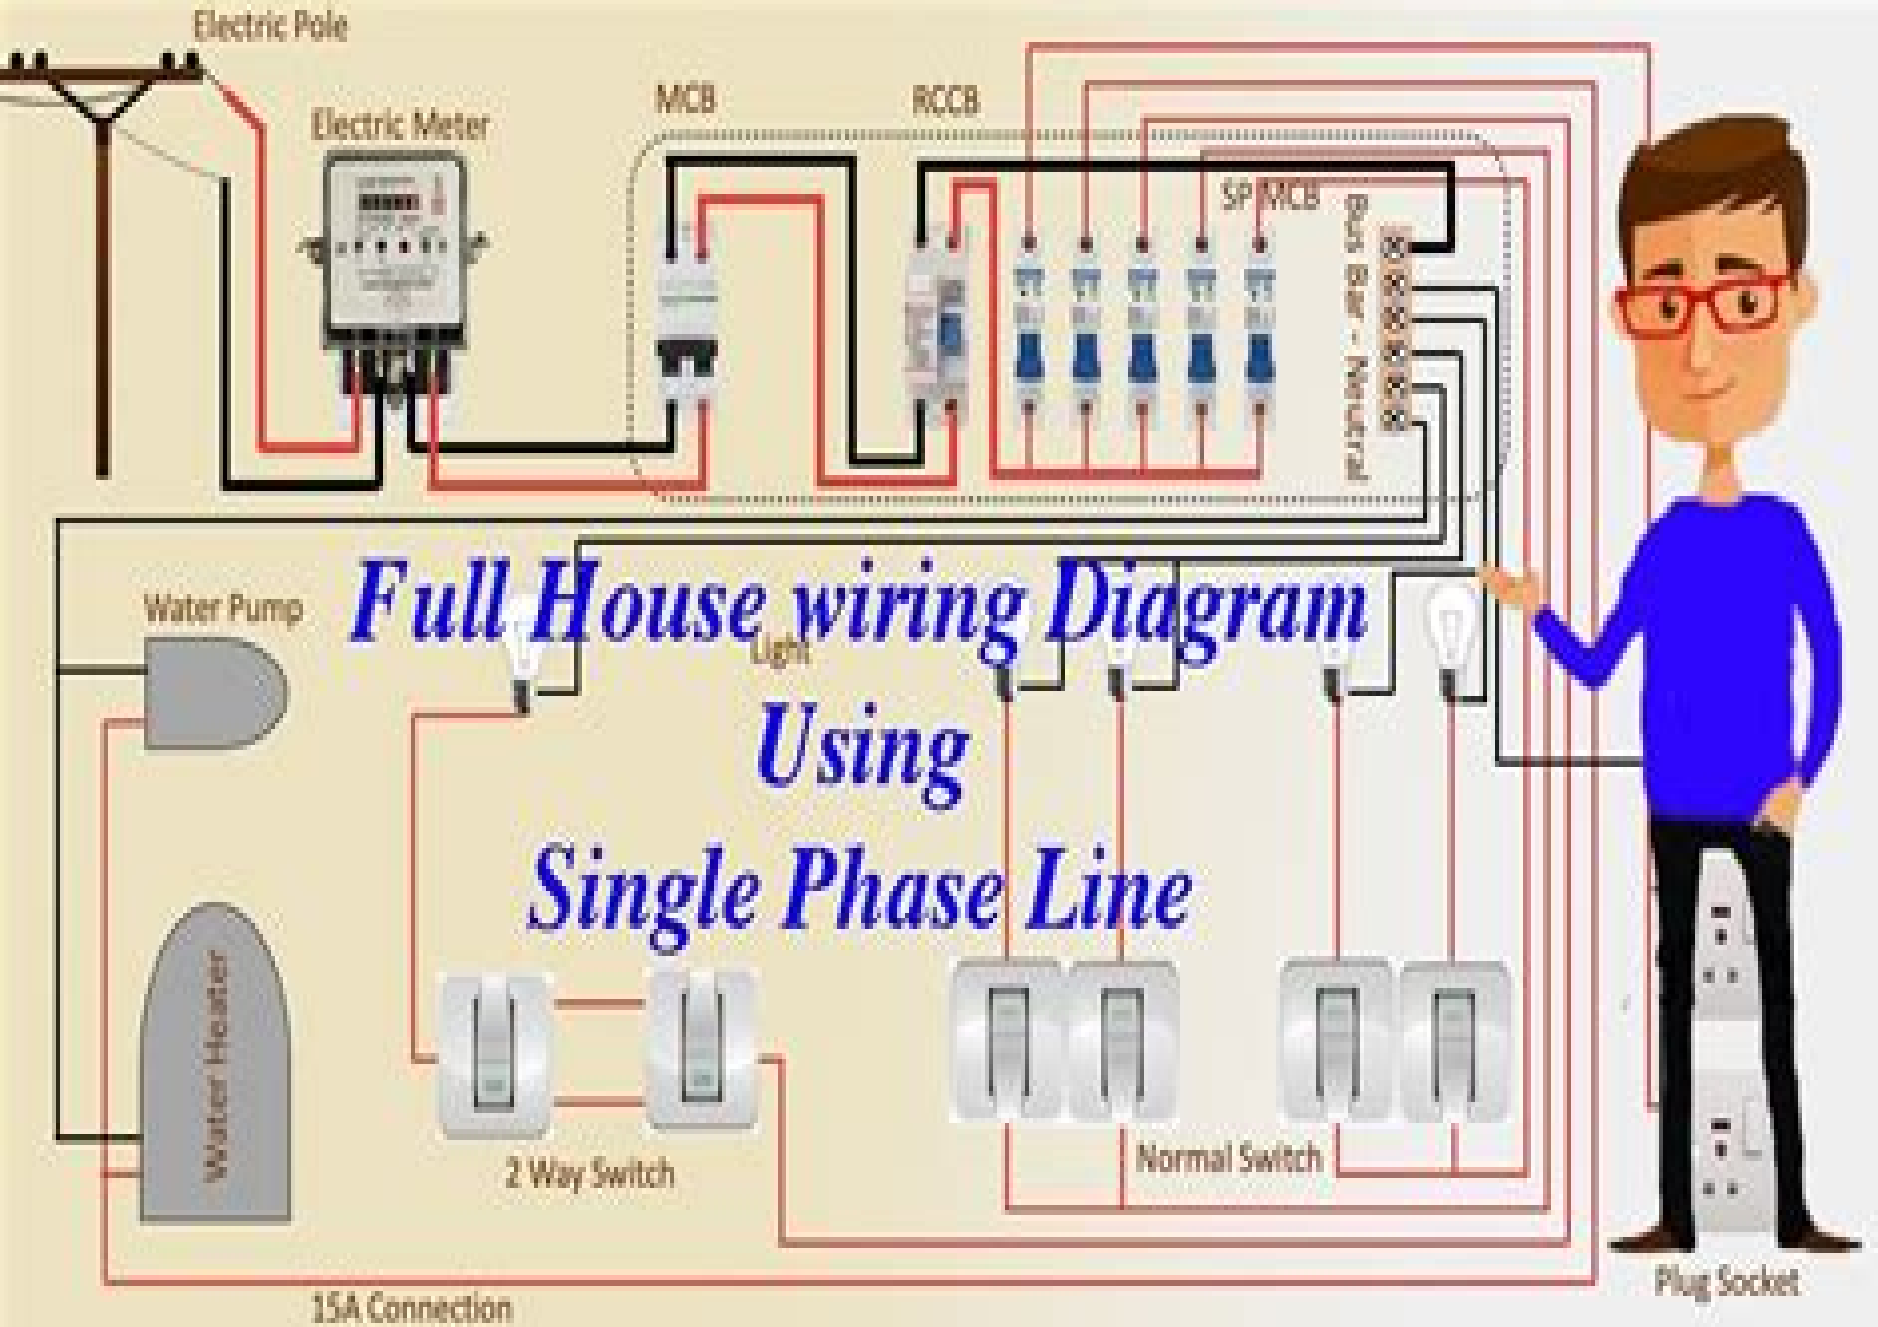 Electric Pole
Electric Meter
MCB
RCCB
SP MCB
Bus Bar - Neutral
Water Pump
Full House wiring Diagram
Light
Using
Single Phase Line
Water Heater
2 Way Switch
Normal Switch
15A Connection
Plug Socket